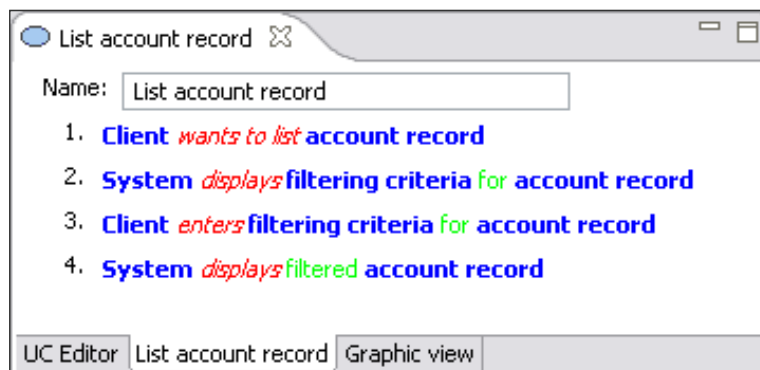 List account record
Name: List account record
1. Client wants to list account record
2. System displays filtering criteria for account record
3. Client enters filtering criteria for account record
4. System displays filtered account record
UC Editor List account record Graphic view